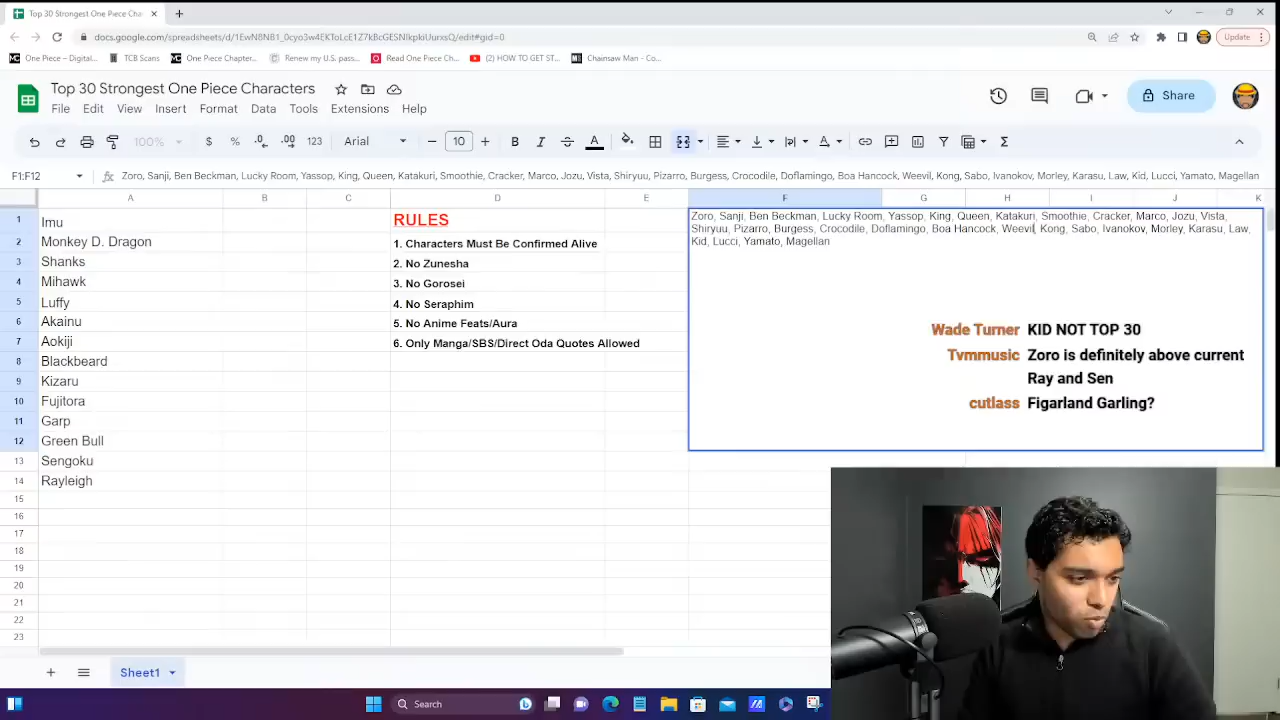 Top 30 Strongest One Piece Cha
docs.google.com/spreadsheets/d/
edit#gid=0
Update
One Piece – Digital...
TCB Scans
One Piece Chapter...
Renew my U.S. pass...
Read One Piece Ch...
(2) HOW TO GET ST...
Chainsaw Man - Co...
Top 30 Strongest One Piece Characters
File Edit View Insert Format Data Tools Extensions Help
Share
100% $ % .0 .00 123 Arial 10 B I A
F1:F12
Zoro, Sanji, Ben Beckman, Lucky Room, Yassop, King, Queen, Katakuri, Smoothie, Cracker, Marco, Jozu, Vista, Shiryuu, Pizarro, Burgess, Crocodile, Doflamingo, Boa Hancock, Weevil, Kong, Sabo, Ivanokov, Morley, Karasu, Law, Kid, Lucci, Yamato, Magellan
A B C D E F G H I J K
1 Imu
2 Monkey D. Dragon
3 Shanks
4 Mihawk
5 Luffy
6 Akainu
7 Aokiji
8 Blackbeard
9 Kizaru
10 Fujitora
11 Garp
12 Green Bull
13 Sengoku
14 Rayleigh
15
16
17
18
19
20
21
22
23
RULES
1. Characters Must Be Confirmed Alive
2. No Zunesha
3. No Gorosei
4. No Seraphim
5. No Anime Feats/Aura
6. Only Manga/SBS/Direct Oda Quotes Allowed
Zoro, Sanji, Ben Beckman, Lucky Room, Yassop, King, Queen, Katakuri, Smoothie, Cracker, Marco, Jozu, Vista,
Shiryuu, Pizarro, Burgess, Crocodile, Doflamingo, Boa Hancock, Weevil, Kong, Sabo, Ivanokov, Morley, Karasu, Law,
Kid, Lucci, Yamato, Magellan
Wade Turner KID NOT TOP 30
Tvmmusic Zoro is definitely above current
Ray and Sen
cutlass Figarland Garling?
Sheet1
Search